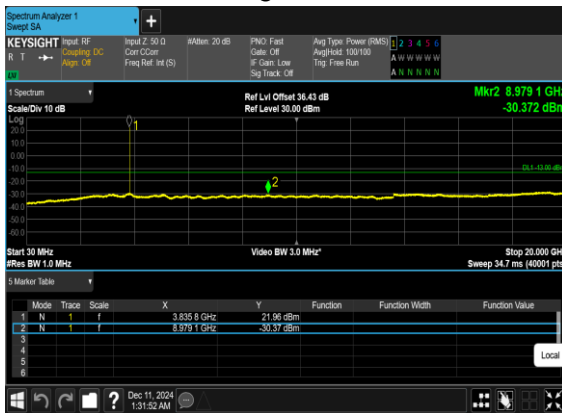 Spectrum Analyzer 1
Swept SA
KEYSIGHT Input: RF Input Z: 50 Ω #Atten: 20 dB PNO: Fast Avg Type: Power (RMS) 1 2 3 4 5 6
R T Coupling: DC Corr CCorr Gate: Off Avg|Hold: 100/100 A W W W W W
Align: Off Freq Ref: Int (S) IF Gain: Low Trig: Free Run
Sig Track: Off A N N N N N
1 Spectrum
Ref Lvl Offset 36.43 dB Mkr2 8.979 1 GHz
Scale/Div 10 dB Ref Level 30.00 dBm -30.372 dBm
Log
20.0
10.0
0.00
-10.0
-20.0
-30.0
-40.0
-50.0
-60.0
1
DL1 -13.00 dBm
2
Start 30 MHz Video BW 3.0 MHz* Stop 20.000 GHz
#Res BW 1.0 MHz Sweep 34.7 ms (40001 pts)
5 Marker Table
Mode Trace Scale X Y Function Function Width Function Value
1 N 1 f 3.835 8 GHz 21.96 dBm
2 N 1 f 8.979 1 GHz -30.37 dBm
3
4
5
6
Local
? Dec 11, 2024
1:31:52 AM